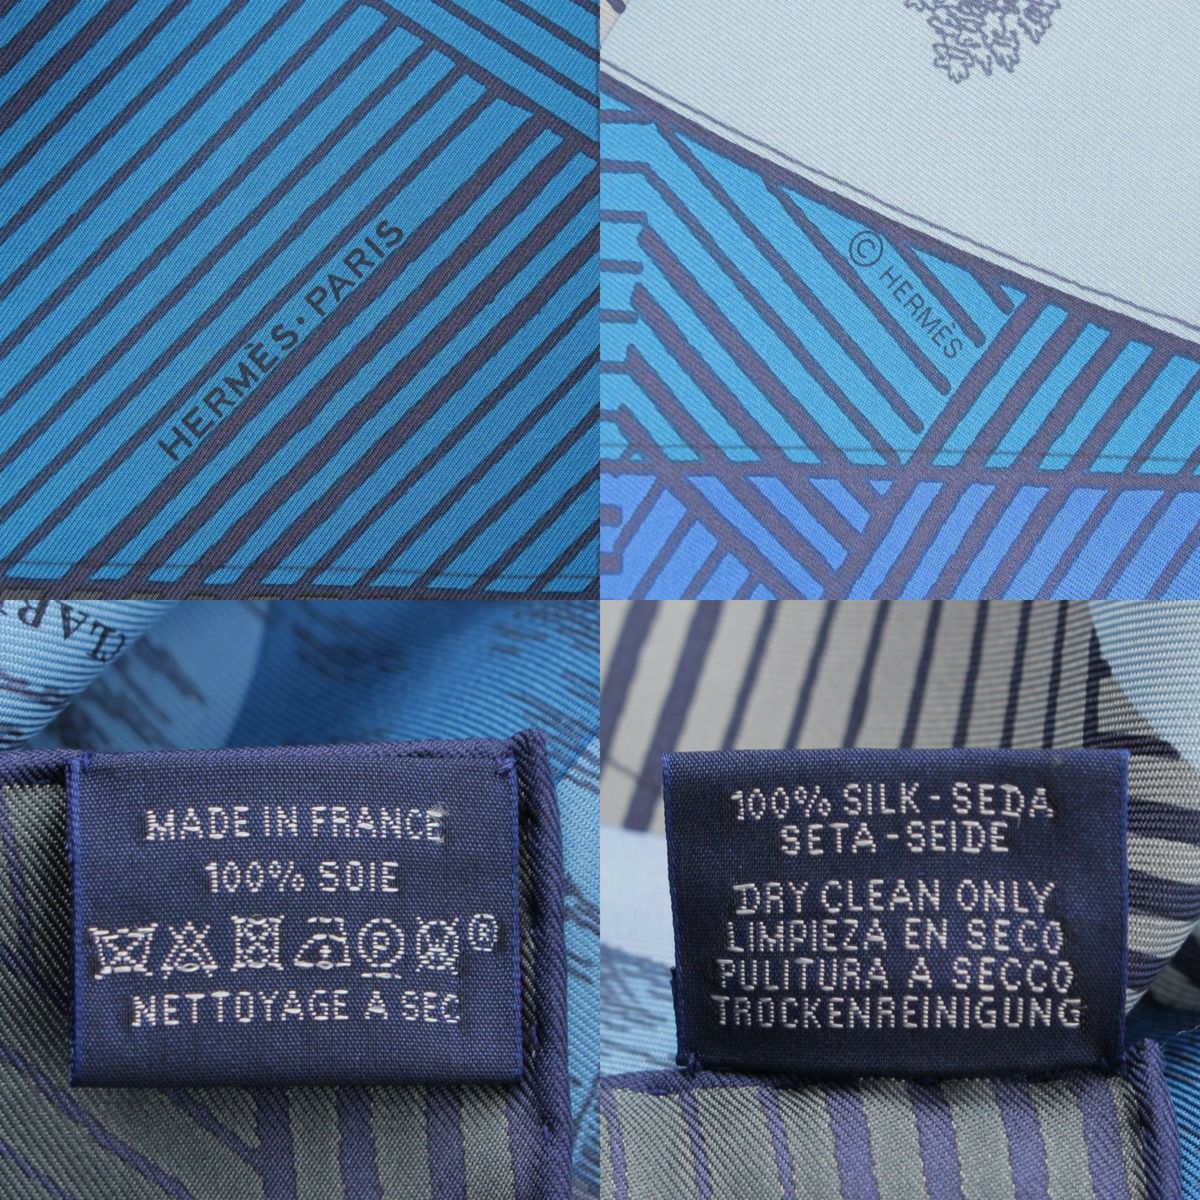 HERMÈS·PARIS
© HERMÈS
CLAR
MADE IN FRANCE
100% SOIE
P ®
NETTOYAGE A SEC
100% SILK-SEDA
SETA-SEIDE
DRY CLEAN ONLY
LIMPIEZA EN SECO
PULITURA A SECCO
TROCKENREINIGUNG